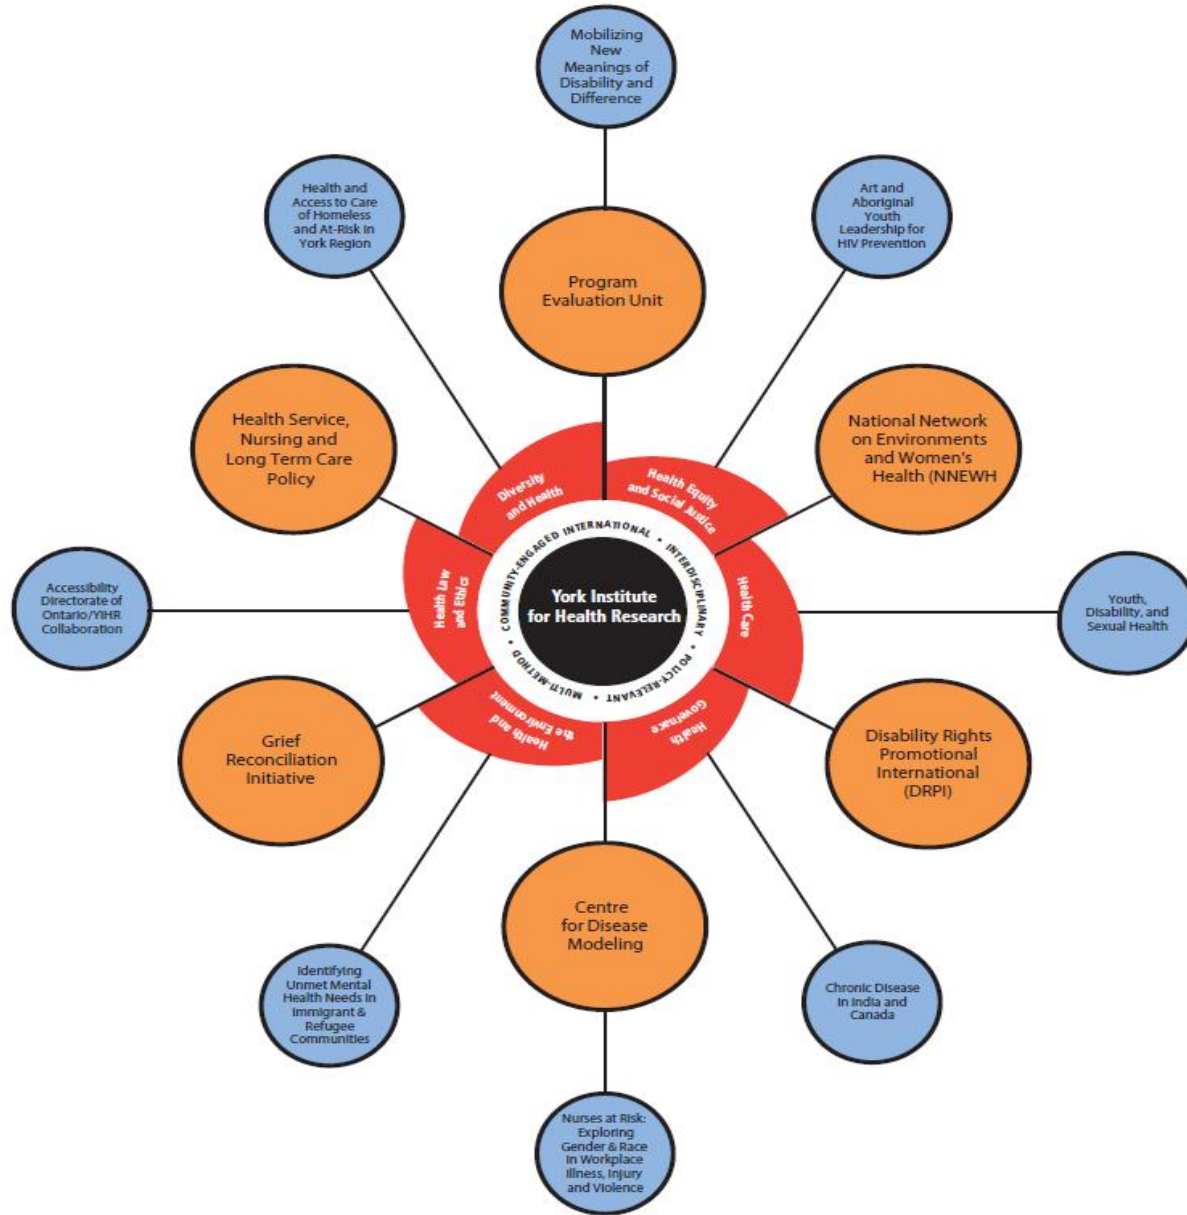 Mobilizing
New
Meanings of
Disability and
Difference
Health and
Access to Care
of Homeless
and At-Risk in
York Region
Art and
Aboriginal
Youth
Leadership for
HIV Prevention
Program
Evaluation Unit
Health Service,
Nursing and
Long Term Care
Policy
National Network
on Environments
and Women's
Health (NNEWH
Diversity
and Health
Health Equity
and Social Justice
Health Law
and Ethics
Health Care
COMMUNITY-ENGAGED INTERNATIONAL • INTERDISCIPLINARY • POLICY-RELEVANT • MULTI-METHOD •
York Institute
for Health Research
Accessibility
Directorate of
Ontario/YIHR
Collaboration
Youth,
Disability, and
Sexual Health
Health and
the Environment
Health
Governace
Grief
Reconciliation
Initiative
Disability Rights
Promotional
International
(DRPI)
Centre
for Disease
Modeling
Identifying
Unmet Mental
Health Needs in
Immigrant &
Refugee
Communities
Chronic Disease
in India and
Canada
Nurses at Risk:
Exploring
Gender & Race
in Workplace
Illness, Injury
and Violence